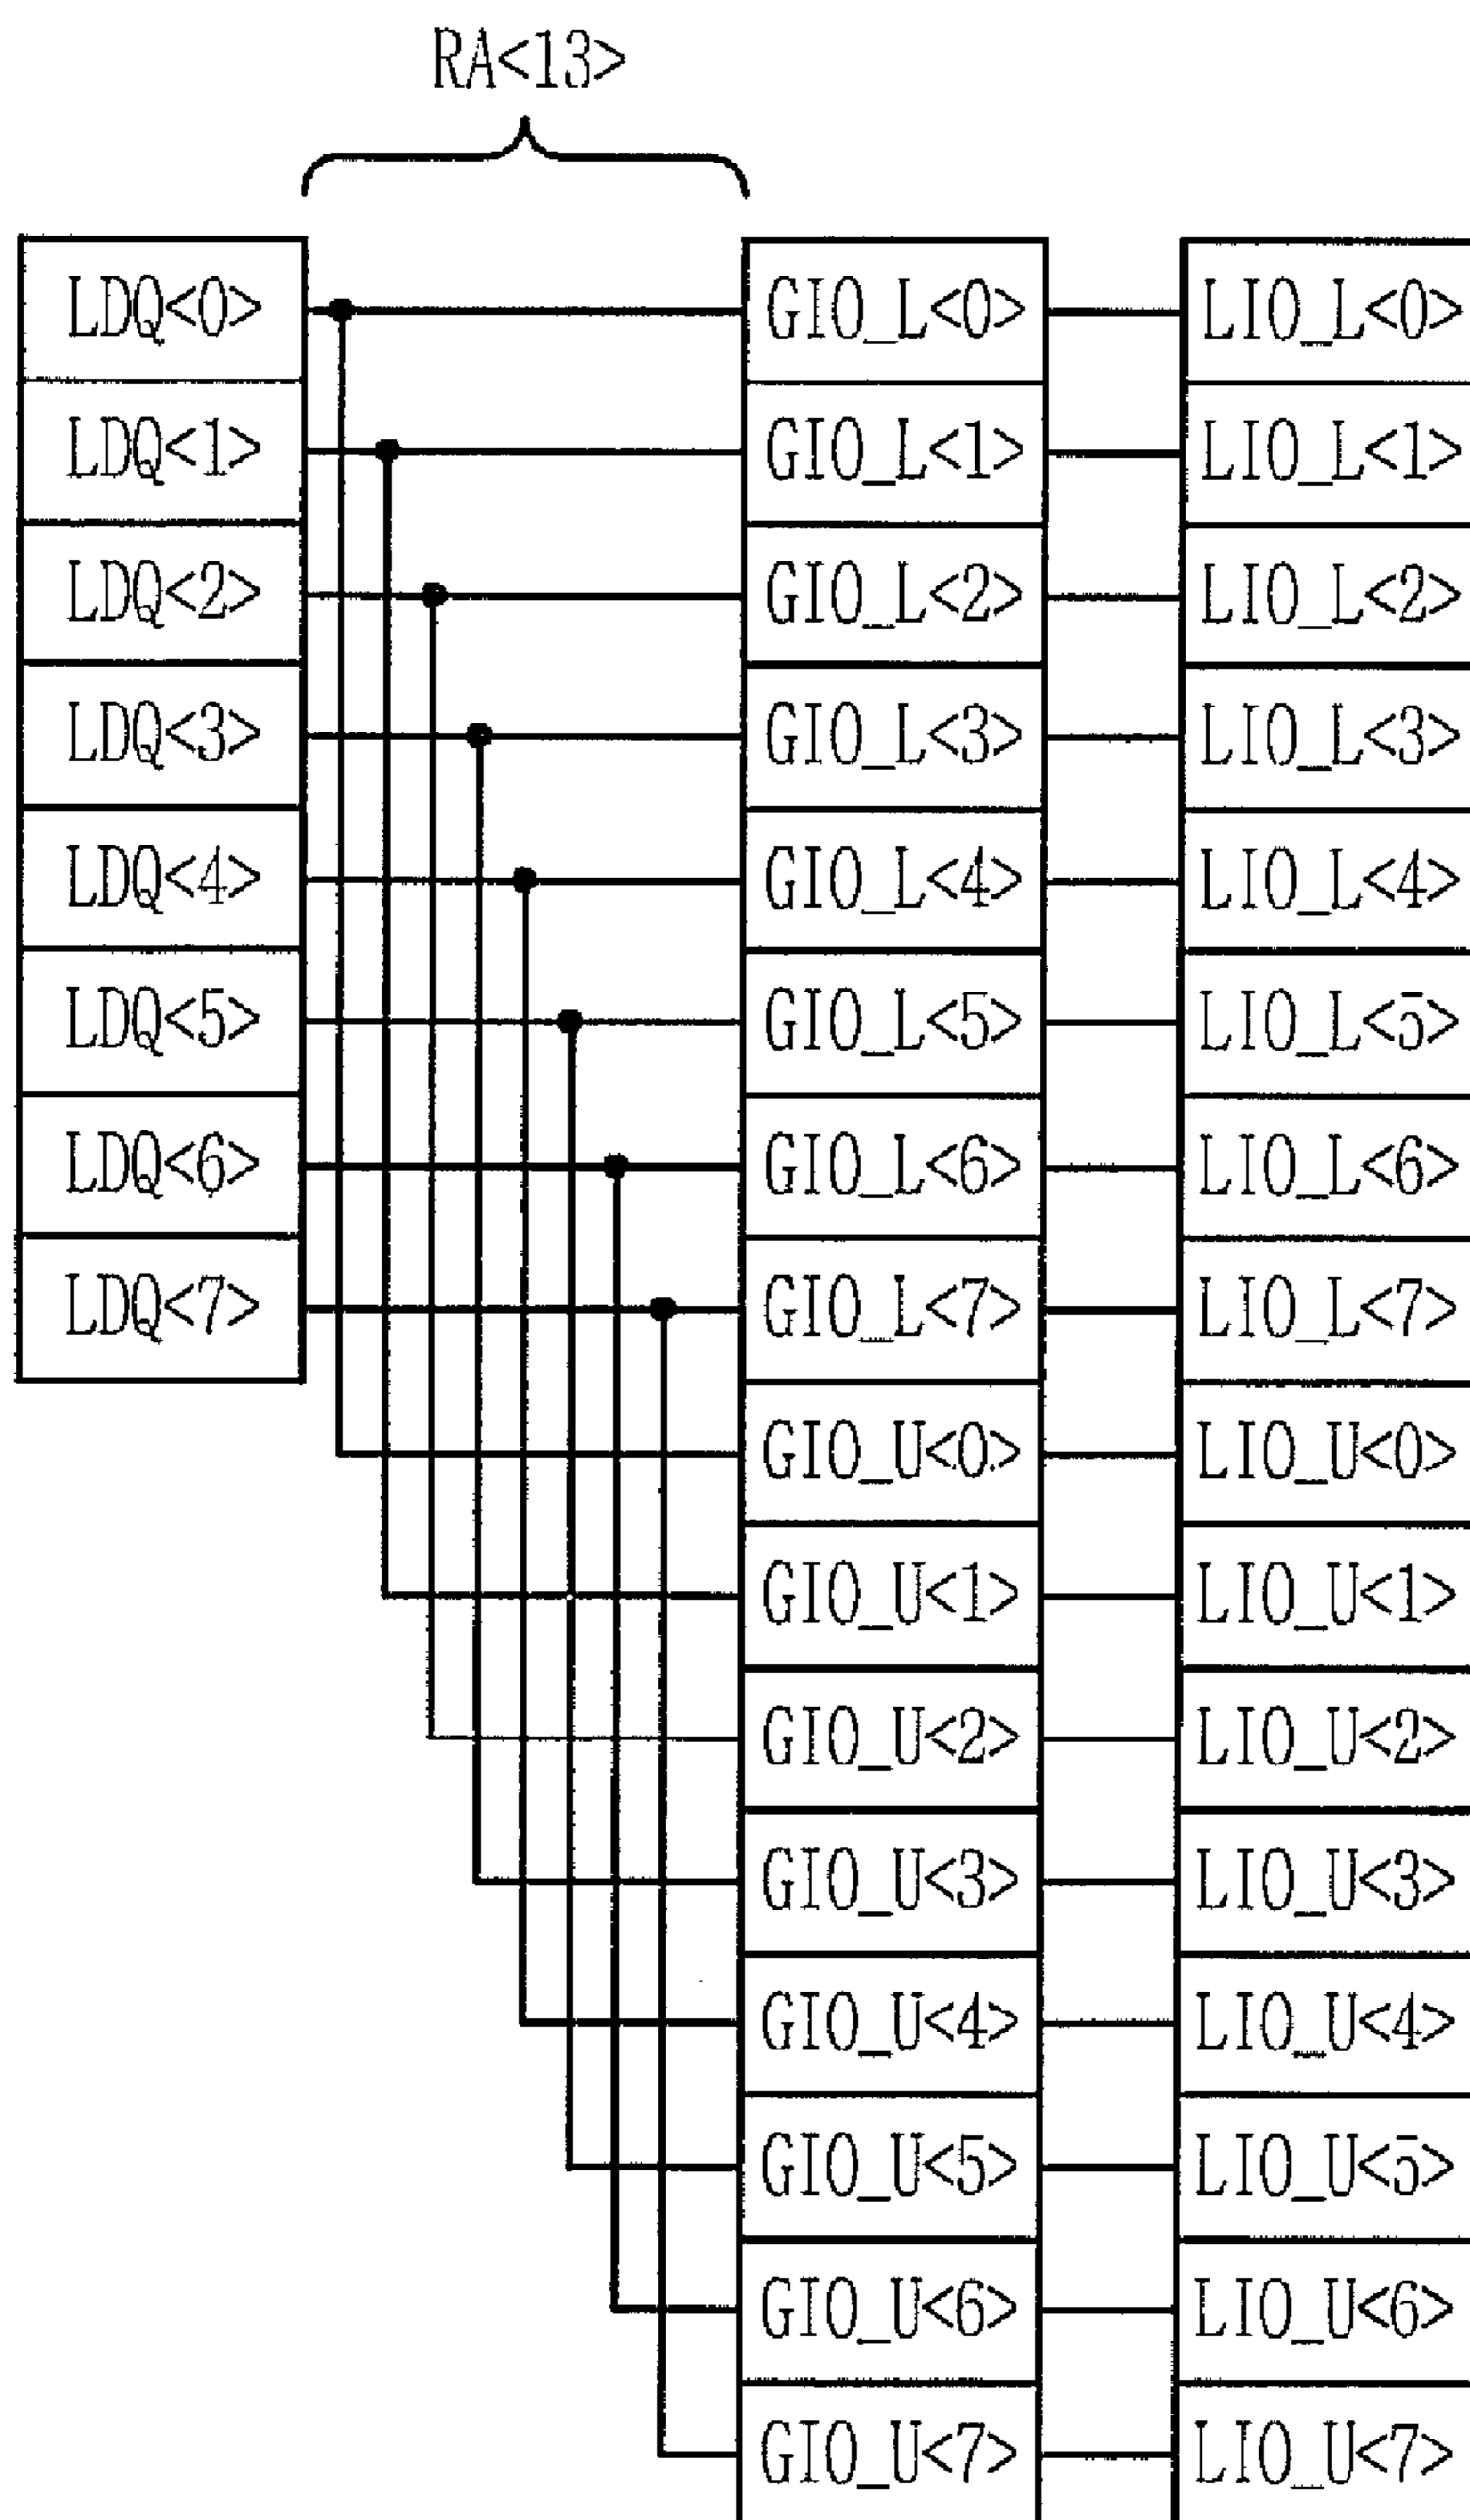 RA<13>
LDQ<0> GIO_L<0> LIO_L<0>
LDQ<1> GIO_L<1> LIO_L<1>
LDQ<2> GIO_L<2> LIO_L<2>
LDQ<3> GIO_L<3> LIO_L<3>
LDQ<4> GIO_L<4> LIO_L<4>
LDQ<5> GIO_L<5> LIO_L<5>
LDQ<6> GIO_L<6> LIO_L<6>
LDQ<7> GIO_L<7> LIO_L<7>
GIO_U<0> LIO_U<0>
GIO_U<1> LIO_U<1>
GIO_U<2> LIO_U<2>
GIO_U<3> LIO_U<3>
GIO_U<4> LIO_U<4>
GIO_U<5> LIO_U<5>
GIO_U<6> LIO_U<6>
GIO_U<7> LIO_U<7>